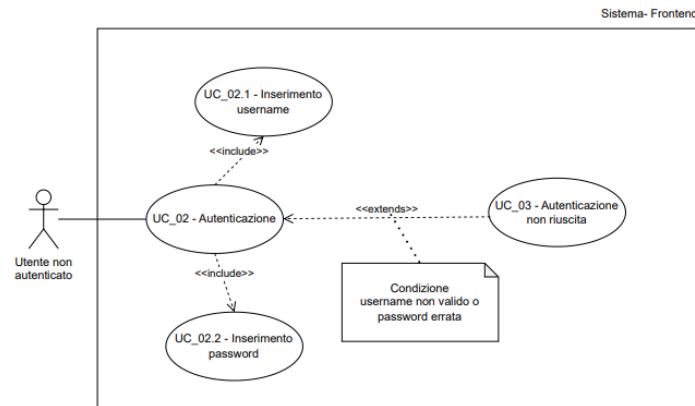 Sistema- Frontend
UC_02.1 - Inserimento
username
<<include>>
UC_02 - Autenticazione
<<extends>>
UC_03 - Autenticazione
non riuscita
Utente non
autenticato
<<include>>
Condizione
username non valido o
password errata
UC_02.2 - Inserimento
password